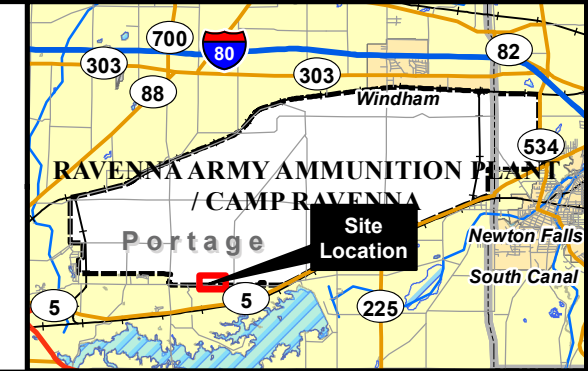 700
80
82
303
303
88
Windham
534
RAVENNA ARMY AMMUNITION PLANT
/ CAMP RAVENNA
Site
Location
Portage
Newton Falls
South Canal
5
5
225